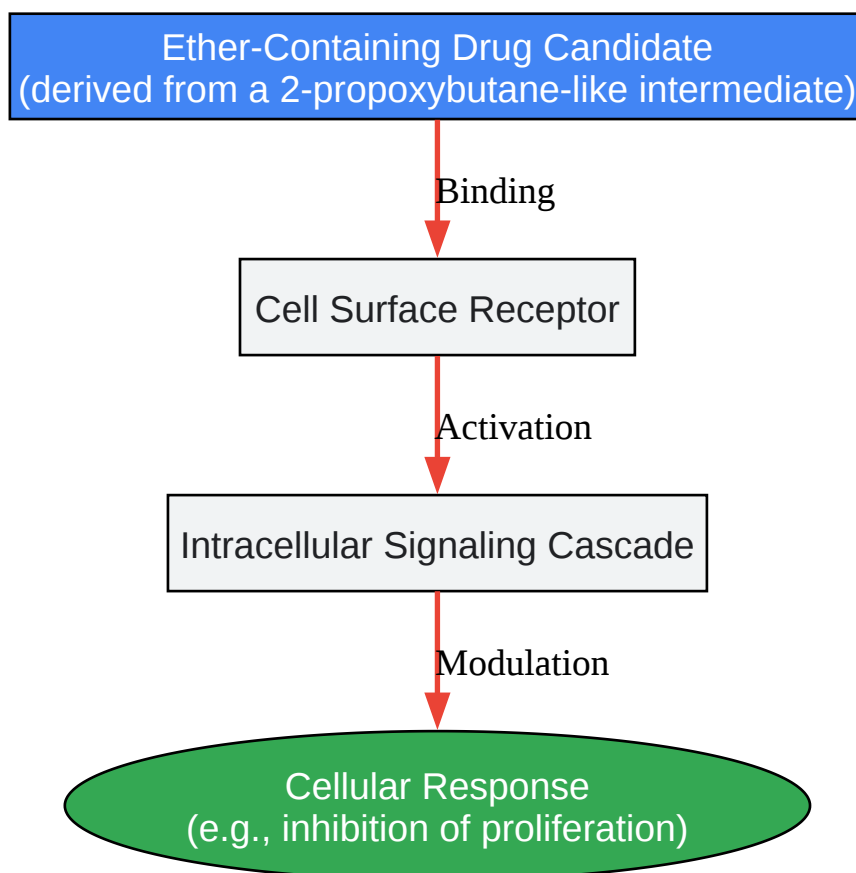 Ether-Containing Drug Candidate
(derived from a 2-propoxybutane-like intermediate)
Binding
Cell Surface Receptor
Activation
Intracellular Signaling Cascade
Modulation
Cellular Response
(e.g., inhibition of proliferation)